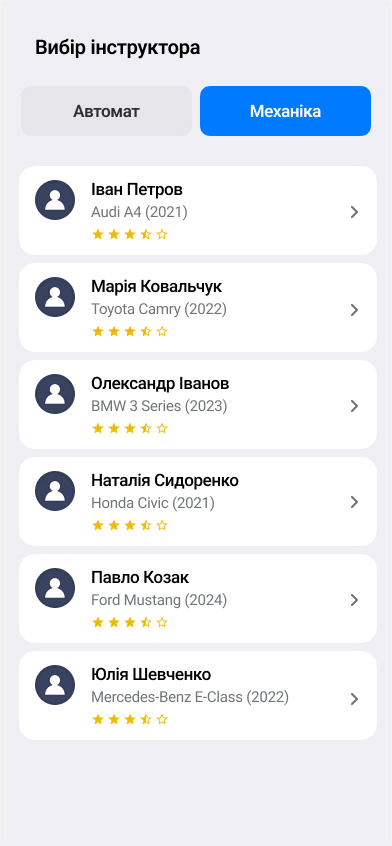 Вибір інструктора
Автомат
Механіка
Іван Петров
Audi A4 (2021)
Марія Ковальчук
Toyota Camry (2022)
Олександр Іванов
BMW 3 Series (2023)
Наталія Сидоренко
Honda Civic (2021)
Павло Козак
Ford Mustang (2024)
Юлія Шевченко
Mercedes-Benz E-Class (2022)